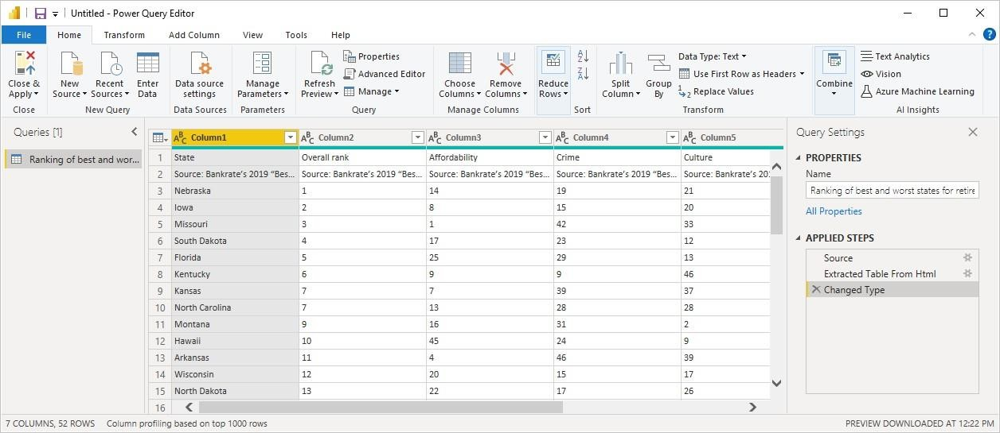 Untitled - Power Query Editor
File Home Transform Add Column View Tools Help
Close & Apply
New Source
Recent Sources
Enter Data
Data source settings
Manage Parameters
Refresh Preview
Properties
Advanced Editor
Manage
Choose Columns
Remove Columns
Reduce Rows
Split Column
Group By
Data Type: Text
Use First Row as Headers
Replace Values
Combine
Text Analytics
Vision
Azure Machine Learning
Close New Query Data Sources Parameters Query Manage Columns Sort Transform AI Insights
Queries [1]
Ranking of best and wor...
Column1 Column2 Column3 Column4 Column5
1 State Overall rank Affordability Crime Culture
2 Source: Bankrate’s 2019 “Bes... Source: Bankrate’s 2019 “Bes... Source: Bankrate’s 2019 “Bes... Source: Bankrate’s 2019 “Bes... Source: Bankrate’s 201
3 Nebraska 1 14 19 21
4 Iowa 2 8 15 20
5 Missouri 3 1 42 33
6 South Dakota 4 17 23 12
7 Florida 5 25 29 13
8 Kentucky 6 9 9 46
9 Kansas 7 7 39 37
10 North Carolina 7 13 28 28
11 Montana 9 16 31 2
12 Hawaii 10 45 24 9
13 Arkansas 11 4 46 39
14 Wisconsin 12 20 15 17
15 North Dakota 13 22 17 26
16
Query Settings
PROPERTIES
Name
Ranking of best and worst states for retire
All Properties
APPLIED STEPS
Source
Extracted Table From Html
Changed Type
7 COLUMNS, 52 ROWS Column profiling based on top 1000 rows PREVIEW DOWNLOADED AT 12:22 PM